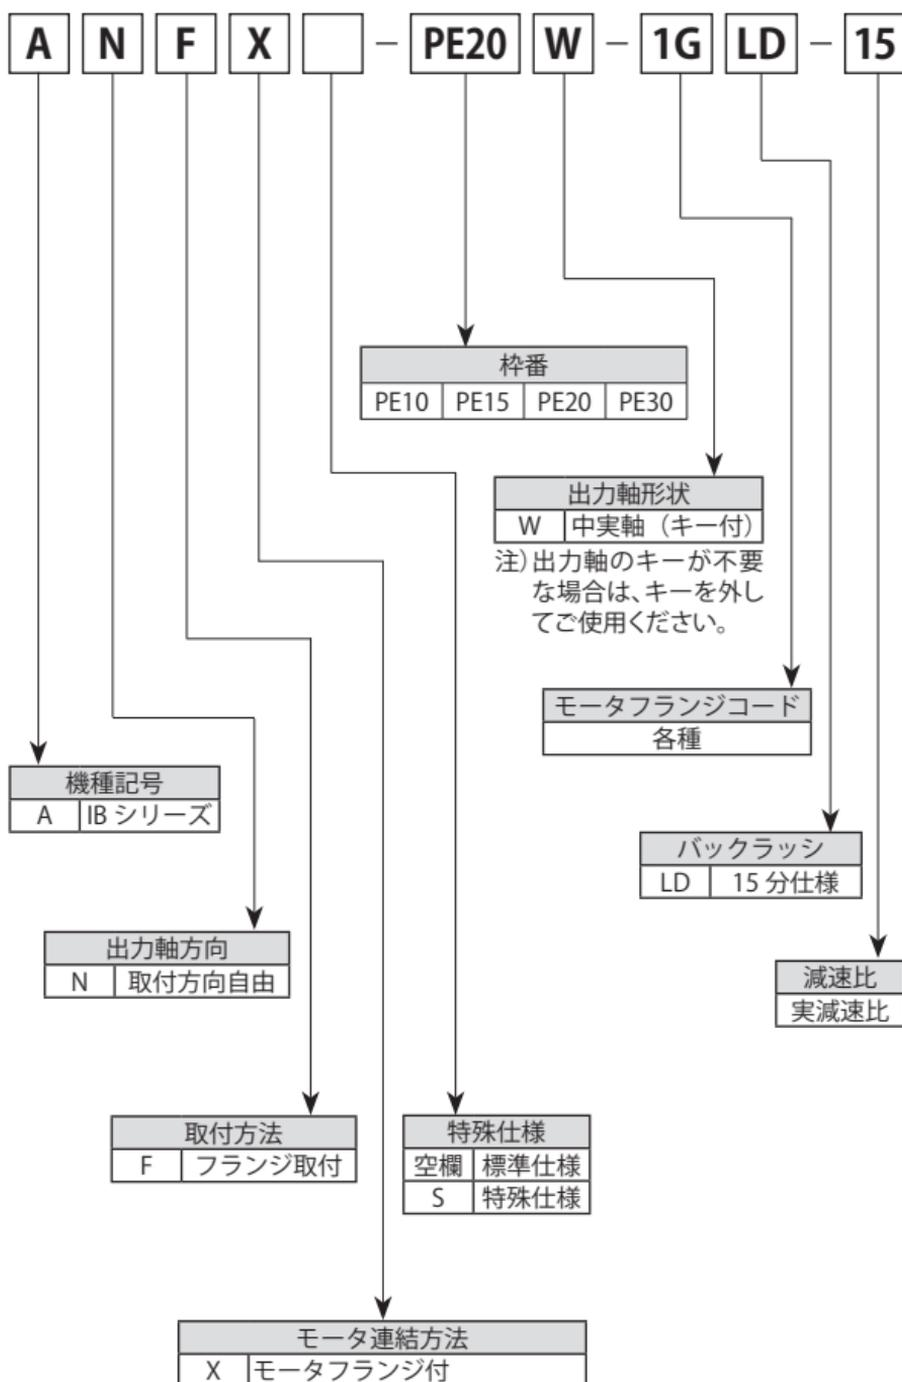 A N F X － PE20 W － 1G LD － 15
枠番
PE10 PE15 PE20 PE30
出力軸形状
W 中実軸（キー付）
注）出力軸のキーが不要
な場合は、キーを外し
てご使用ください。
モータフランジコード
各種
機種記号
A IB シリーズ
バックラッシ
LD 15 分仕様
出力軸方向
N 取付方向自由
減速比
実減速比
取付方法
F フランジ取付
特殊仕様
空欄 標準仕様
S 特殊仕様
モータ連結方法
X モータフランジ付